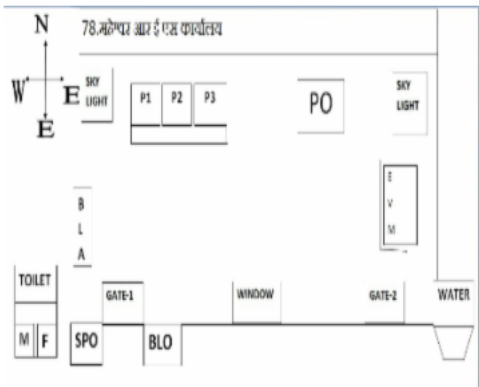 N
78.महेश्वर आर ई एस कार्यालय
W E
E
SKY LIGHT
P1 P2 P3
PO
SKY LIGHT
E
V
M
B
L
A
TOILET
GATE-1 WINDOW GATE-2 WATER
M F SPO BLO